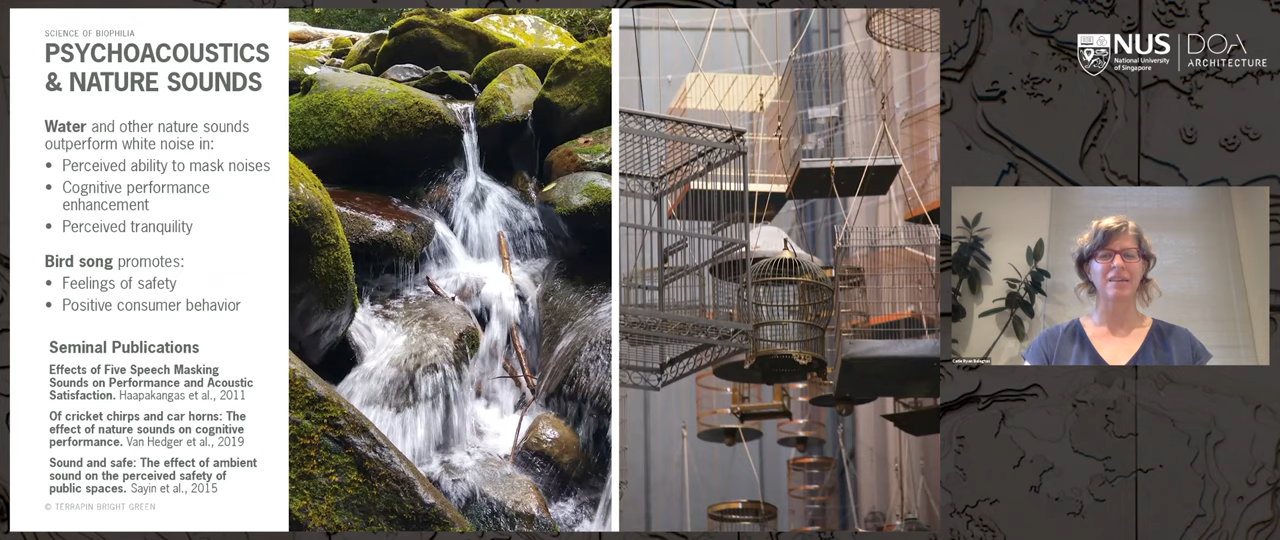 SCIENCE OF BIOPHILIA
PSYCHOACOUSTICS
& NATURE SOUNDS
Water and other nature sounds
outperform white noise in:
• Perceived ability to mask noises
• Cognitive performance
enhancement
• Perceived tranquility
Bird song promotes:
• Feelings of safety
• Positive consumer behavior
Seminal Publications
Effects of Five Speech Masking
Sounds on Performance and Acoustic
Satisfaction. Haapakangas et al., 2011
Of cricket chirps and car horns: The
effect of nature sounds on cognitive
performance. Van Hedger et al., 2019
Sound and safe: The effect of ambient
sound on the perceived safety of
public spaces. Sayin et al., 2015
© TERRAPIN BRIGHT GREEN
NUS
National University
of Singapore
DOA
ARCHITECTURE
Catie Ryan Balagtas